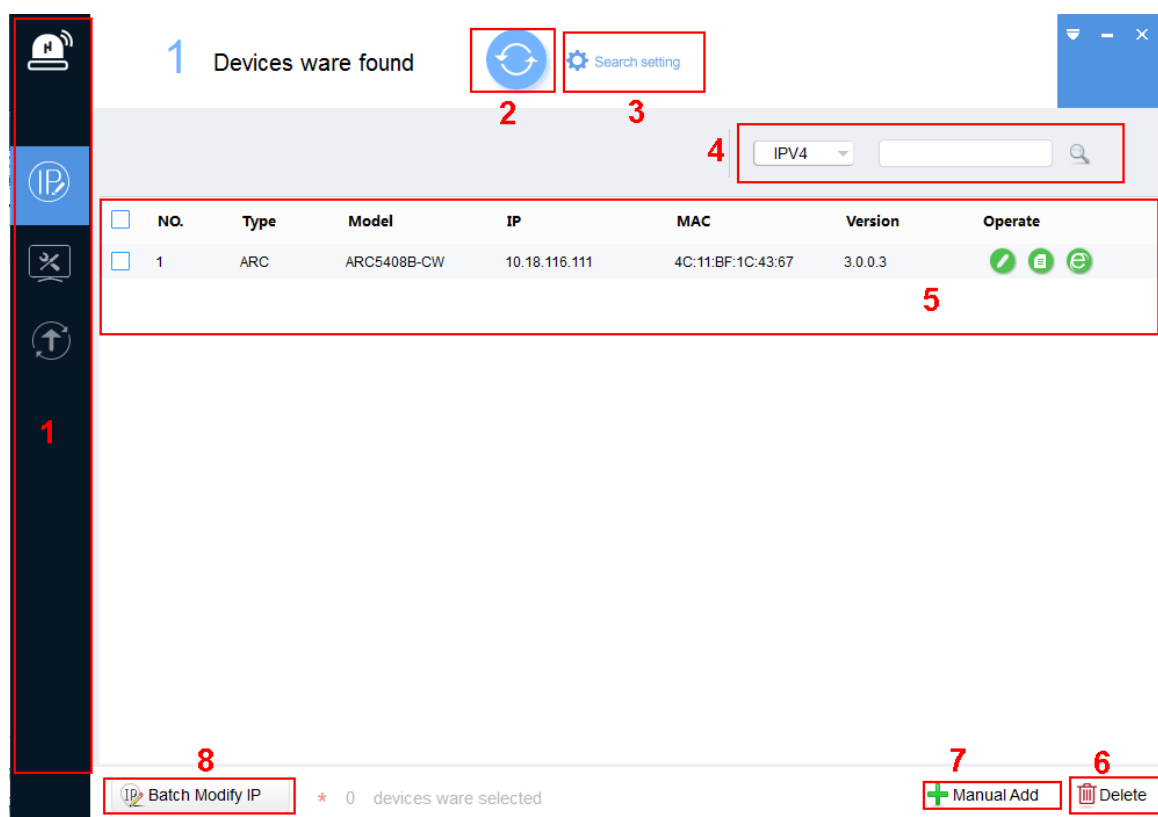 1 Devices ware found
Search setting
2
3
4
IPV4
IP
NO. Type Model IP MAC Version Operate
1 ARC ARC5408B-CW 10.18.116.111 4C:11:BF:1C:43:67 3.0.0.3
5
1
8
7
6
IP Batch Modify IP
* 0 devices ware selected
Manual Add
Delete